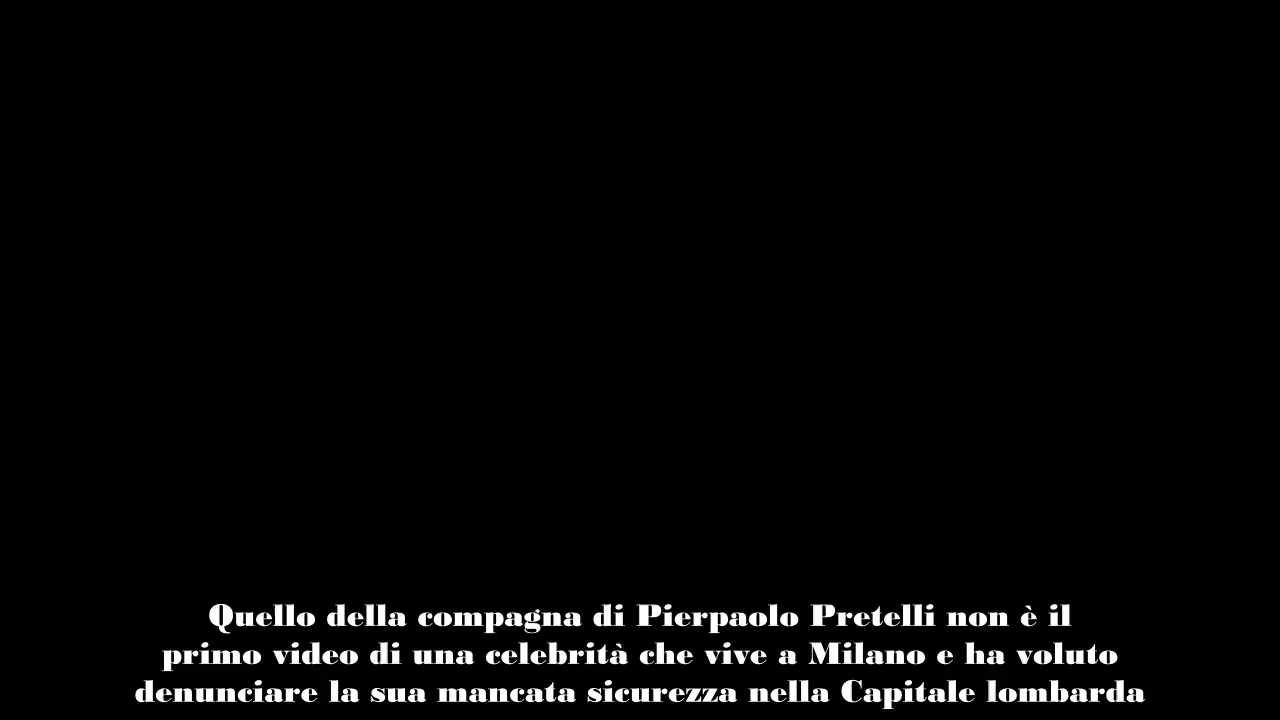 Quello della compagna di Pierpaolo Pretelli non è il
primo video di una celebrità che vive a Milano e ha voluto
denunciare la sua mancata sicurezza nella Capitale lombarda